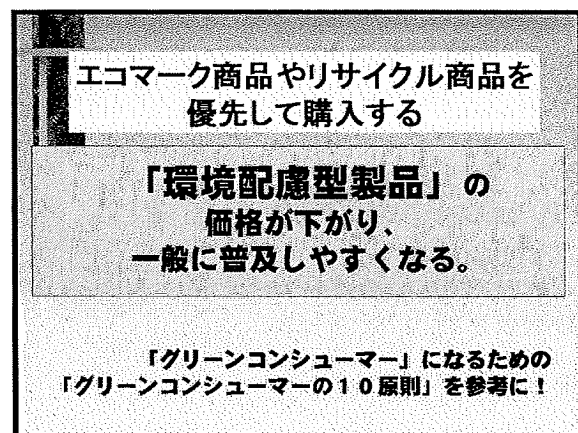 エコマーク商品やリサイクル商品を
優先して購入する
「環境配慮型製品」の
価格が下がり、
一般に普及しやすくなる。
「グリーンコンシューマー」になるための
「グリーンコンシューマーの１０原則」を参考に！